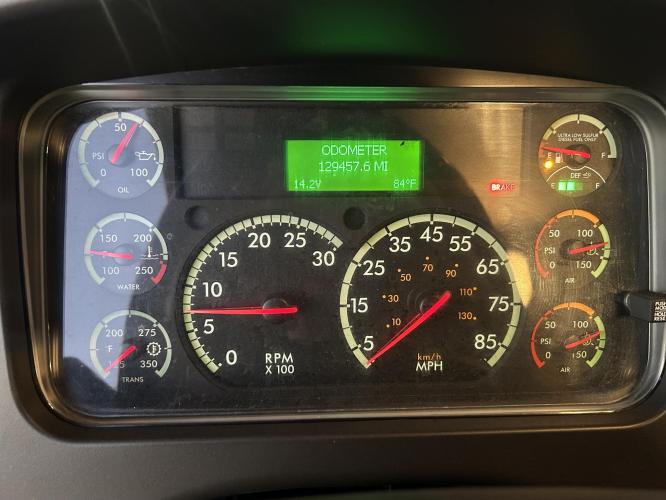 50
PSI
0 100
OIL
ODOMETER
129457.6 MI
14.2V 84°F
BRAKE
ULTRA LOW SULFUR
DIESEL FUEL ONLY
E F
DEF
E F
150 200
100 250
WATER
0
5
10
15
20
25
30
RPM
X 100
5
15
25
35
45
55
65
75
85
10
30
50
70
90
110
130
km/h
MPH
50 100
PSI
0 150
AIR
200 275
F
125 350
TRANS
50 100
PSI
0 150
AIR
PUSH